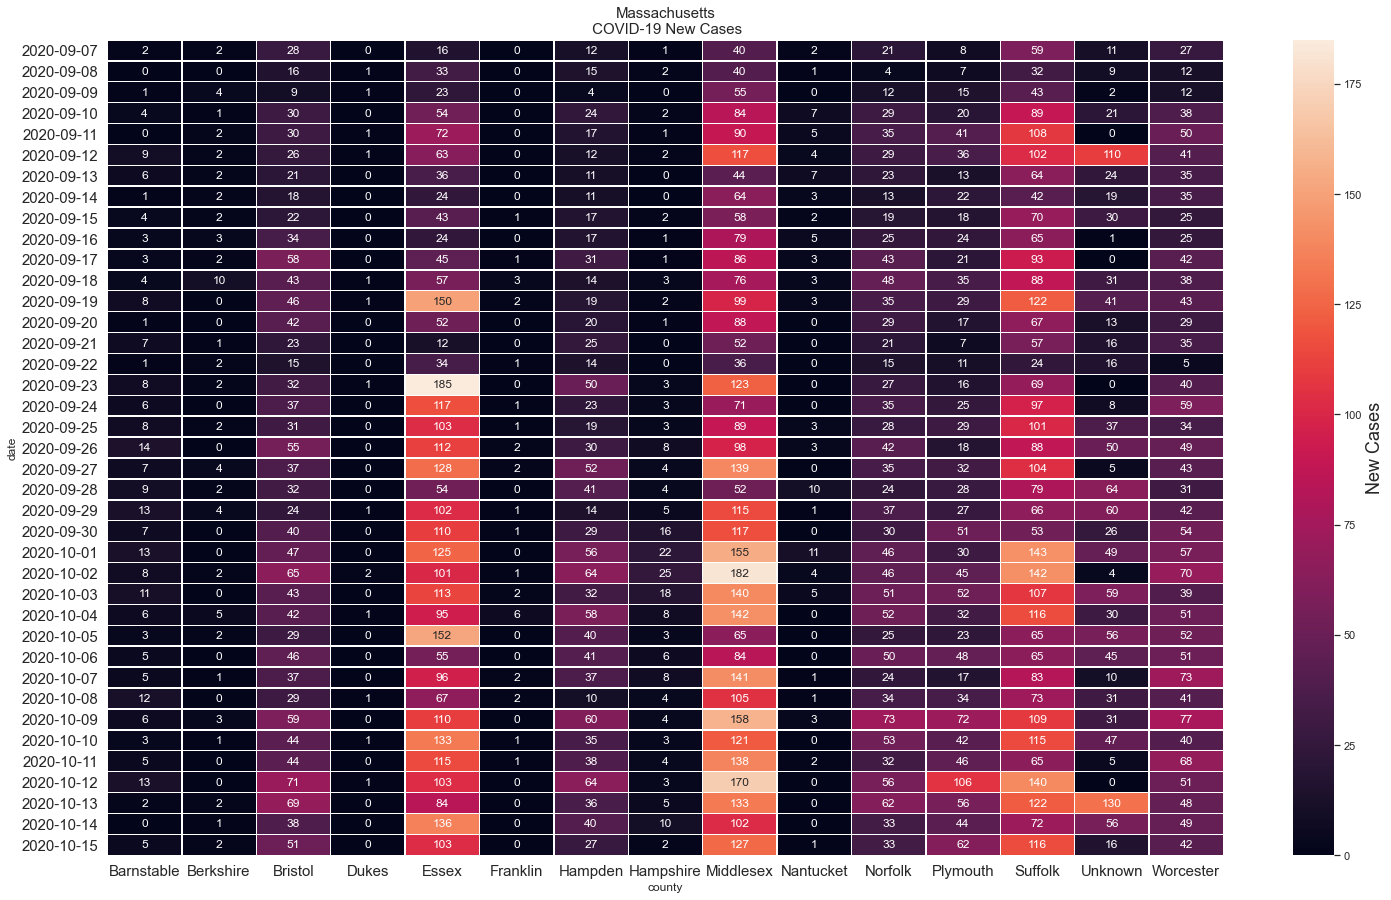 Massachusetts
COVID-19 New Cases
2020-09-07 2 2 28 0 16 0 12 1 40 2 21 8 59 11 27
2020-09-08 0 0 16 1 33 0 15 2 40 1 4 7 32 9 12
2020-09-09 1 4 9 1 23 0 4 0 55 0 12 15 43 2 12
2020-09-10 4 1 30 0 54 0 24 2 84 7 29 20 89 21 38
2020-09-11 0 2 30 1 72 0 17 1 90 5 35 41 108 0 50
2020-09-12 9 2 26 1 63 0 12 2 117 4 29 36 102 110 41
2020-09-13 6 2 21 0 36 0 11 0 44 7 23 13 64 24 35
2020-09-14 1 2 18 0 24 0 11 0 64 3 13 22 42 19 35
2020-09-15 4 2 22 0 43 1 17 2 58 2 19 18 70 30 25
2020-09-16 3 3 34 0 24 0 17 1 79 5 25 24 65 1 25
2020-09-17 3 2 58 0 45 1 31 1 86 3 43 21 93 0 42
2020-09-18 4 10 43 1 57 3 14 3 76 3 48 35 88 31 38
2020-09-19 8 0 46 1 150 2 19 2 99 3 35 29 122 41 43
2020-09-20 1 0 42 0 52 0 20 1 88 0 29 17 67 13 29
2020-09-21 7 1 23 0 12 0 25 0 52 0 21 7 57 16 35
2020-09-22 1 2 15 0 34 1 14 0 36 0 15 11 24 16 5
2020-09-23 8 2 32 1 185 0 50 3 123 0 27 16 69 0 40
2020-09-24 6 0 37 0 117 1 23 3 71 0 35 25 97 8 59
2020-09-25 8 2 31 0 103 1 19 3 89 3 28 29 101 37 34
2020-09-26 14 0 55 0 112 2 30 8 98 3 42 18 88 50 49
2020-09-27 7 4 37 0 128 2 52 4 139 0 35 32 104 5 43
2020-09-28 9 2 32 0 54 0 41 4 52 10 24 28 79 64 31
2020-09-29 13 4 24 1 102 1 14 5 115 1 37 27 66 60 42
2020-09-30 7 0 40 0 110 1 29 16 117 0 30 51 53 26 54
2020-10-01 13 0 47 0 125 0 56 22 155 11 46 30 143 49 57
2020-10-02 8 2 65 2 101 1 64 25 182 4 46 45 142 4 70
2020-10-03 11 0 43 0 113 2 32 18 140 5 51 52 107 59 39
2020-10-04 6 5 42 1 95 6 58 8 142 0 52 32 116 30 51
2020-10-05 3 2 29 0 152 0 40 3 65 0 25 23 65 56 52
2020-10-06 5 0 46 0 55 0 41 6 84 0 50 48 65 45 51
2020-10-07 5 1 37 0 96 2 37 8 141 1 24 17 83 10 73
2020-10-08 12 0 29 1 67 2 10 4 105 1 34 34 73 31 41
2020-10-09 6 3 59 0 110 0 60 4 158 3 73 72 109 31 77
2020-10-10 3 1 44 1 133 1 35 3 121 0 53 42 115 47 40
2020-10-11 5 0 44 0 115 1 38 4 138 2 32 46 65 5 68
2020-10-12 13 0 71 1 103 0 64 3 170 0 56 106 140 0 51
2020-10-13 2 2 69 0 84 0 36 5 133 0 62 56 122 130 48
2020-10-14 0 1 38 0 136 0 40 10 102 0 33 44 72 56 49
2020-10-15 5 2 51 0 103 0 27 2 127 1 33 62 116 16 42
Barnstable Berkshire Bristol Dukes Essex Franklin Hampden Hampshire Middlesex Nantucket Norfolk Plymouth Suffolk Unknown Worcester
county
date
175
150
125
100
75
50
25
0
New Cases